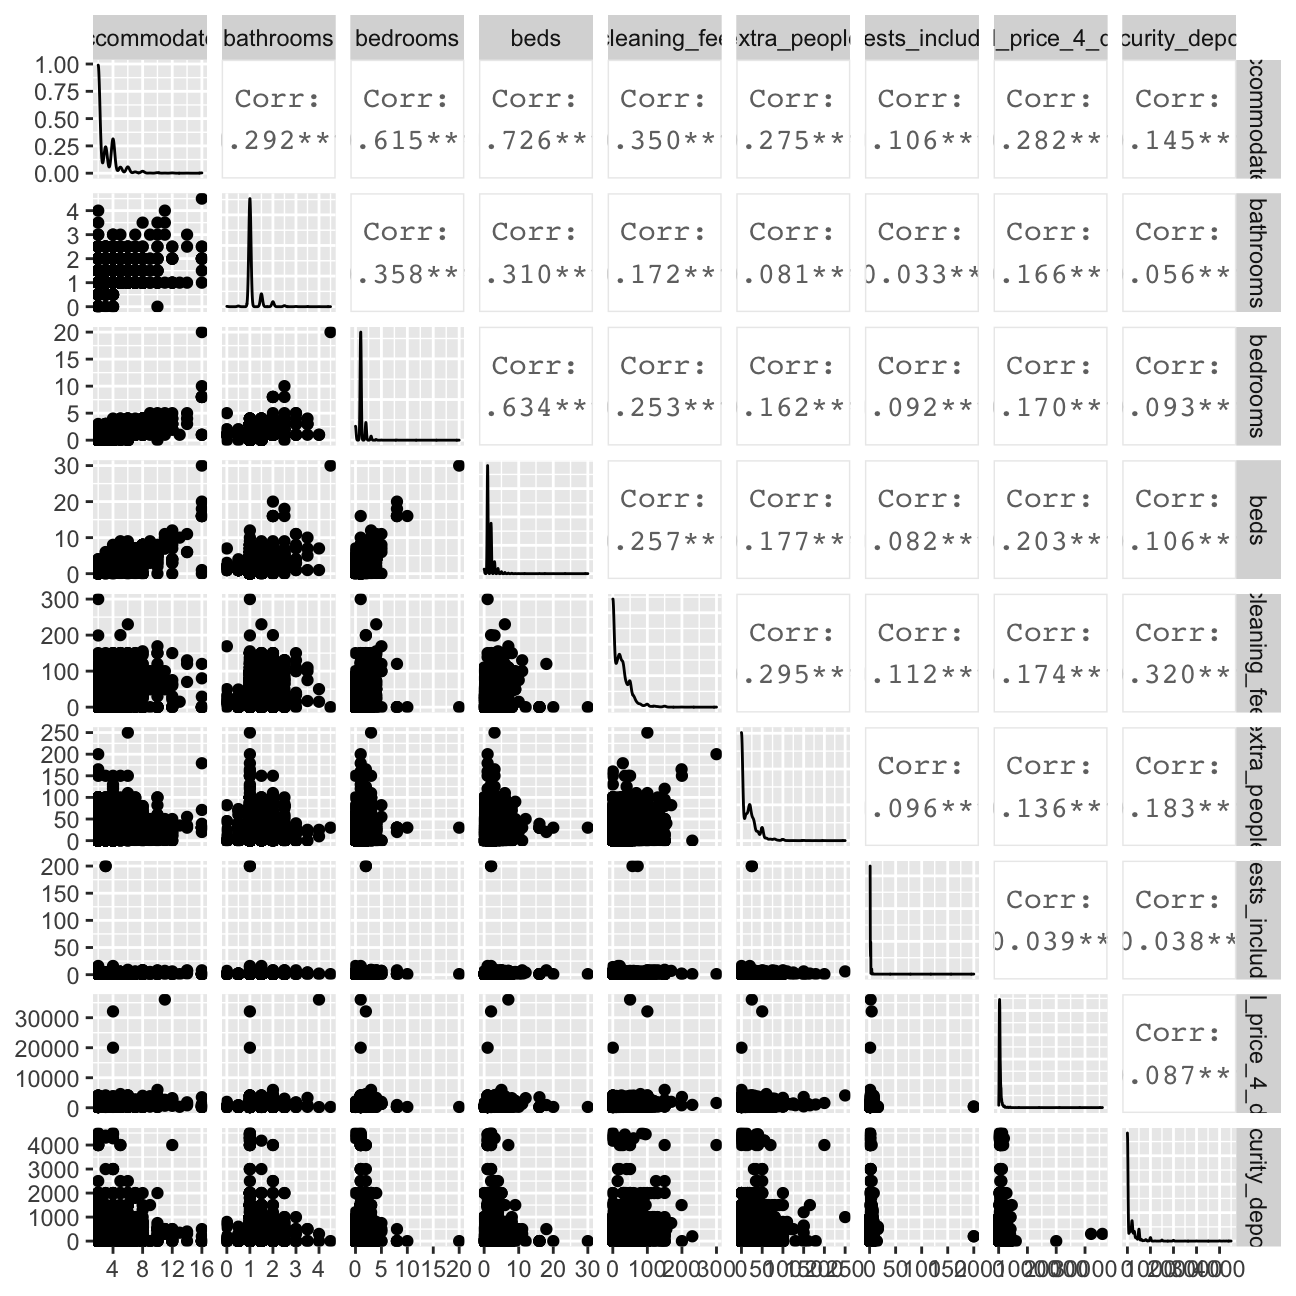 ccommodate bathrooms bedrooms beds cleaning_fee extra_people ests_includ l_price_4_d curity_depo
1.00
0.75
0.50
0.25
0.00
Corr: Corr: Corr: Corr: Corr: Corr: Corr: Corr:
.292** .615** .726** .350** .275** .106** .282** .145**
ccommodate
4
3
2
1
0
Corr: Corr: Corr: Corr: Corr: Corr: Corr:
.358** .310** .172** .081** 0.033** .166** .056**
bathrooms
20
15
10
5
0
Corr: Corr: Corr: Corr: Corr: Corr:
.634** .253** .162** .092** .170** .093**
bedrooms
30
20
10
0
Corr: Corr: Corr: Corr: Corr:
.257** .177** .082** .203** .106**
beds
300
200
100
0
Corr: Corr: Corr: Corr:
.295** .112** .174** .320**
cleaning_fee
250
200
150
100
50
0
Corr: Corr: Corr:
.096** .136** .183**
extra_people
200
150
100
50
0
Corr: Corr:
0.039** 0.038**
ests_includ
30000
20000
10000
0
Corr:
.087**
l_price_4_d
4000
3000
2000
1000
0
curity_depo
4 8 12 16 0 1 2 3 4 0 5 10 15 20 0 10 20 30 0 100 200 300 0 50 100 150 200 250 0 50 100 150 200 0 10000 20000 30000 0 1000 2000 3000 4000